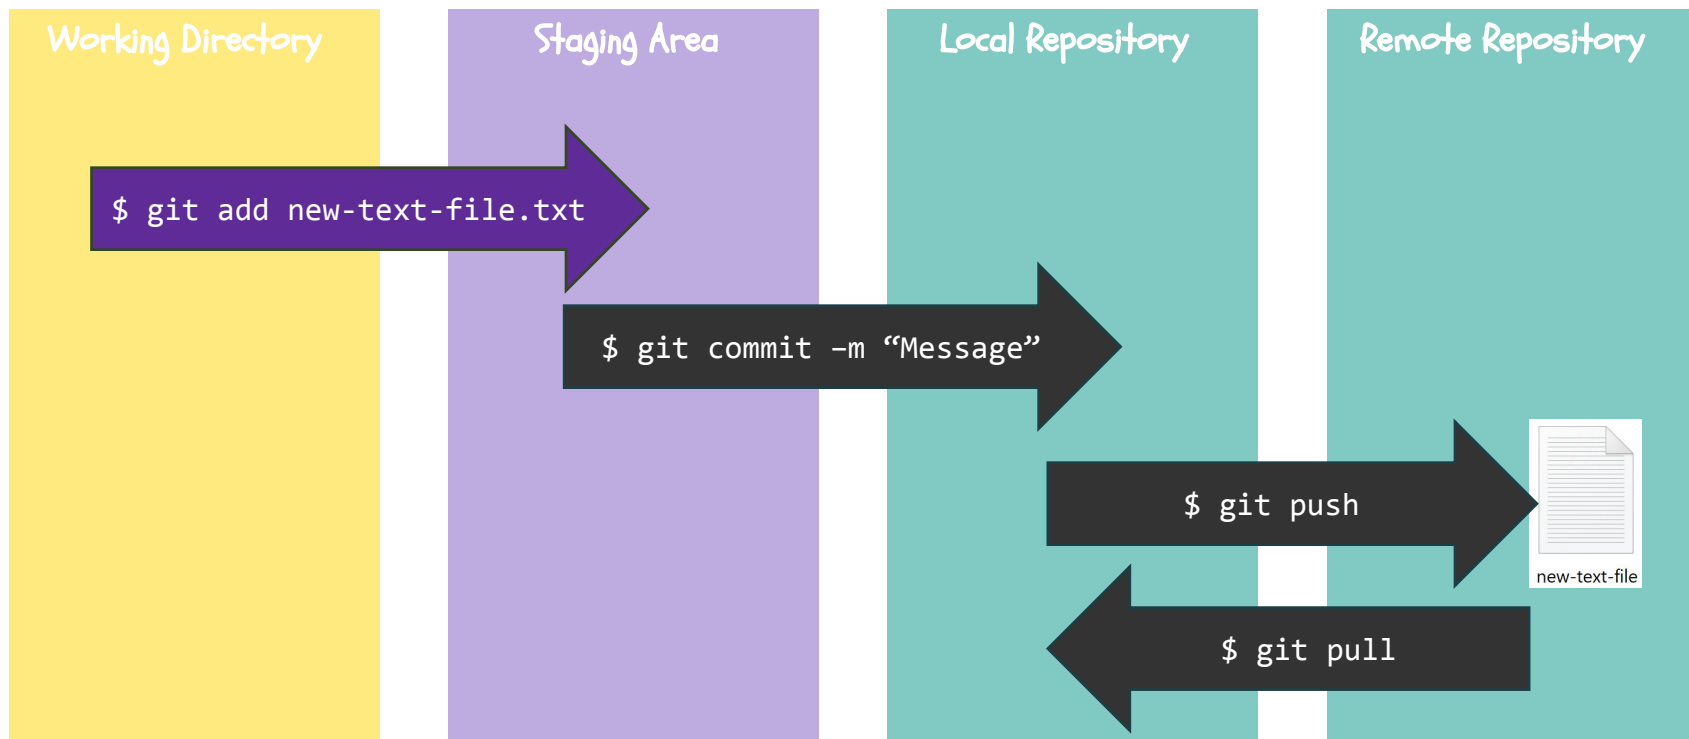 Working Directory
Staging Area
Local Repository
Remote Repository
$ git add new-text-file.txt
$ git commit –m “Message”
$ git push
new-text-file
$ git pull